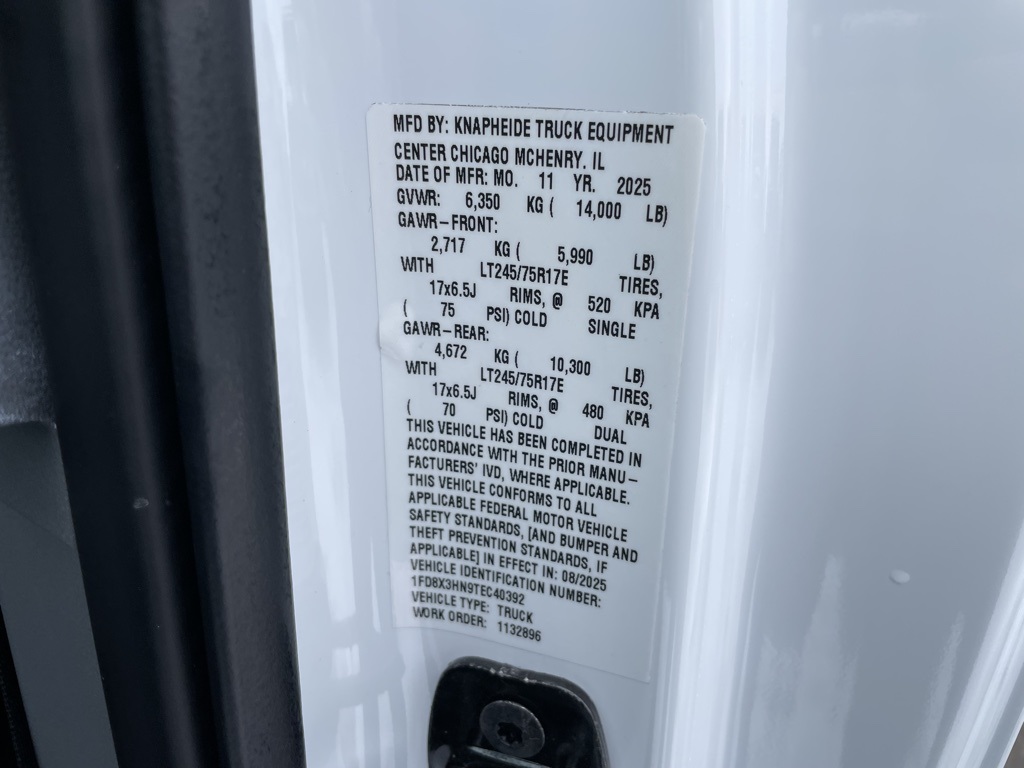 MFD BY: KNAPHEIDE TRUCK EQUIPMENT
CENTER CHICAGO MCHENRY. IL
DATE OF MFR: MO. 11 YR. 2025
GVWR: 6,350 KG ( 14,000 LB)
GAWR-FRONT:
2,717 KG ( 5,990 LB)
WITH LT245/75R17E TIRES,
17x6.5J RIMS, @ 520 KPA
( 75 PSI) COLD SINGLE
GAWR-REAR:
4,672 KG ( 10,300 LB)
WITH LT245/75R17E TIRES,
17x6.5J RIMS, @ 480 KPA
( 70 PSI) COLD DUAL
THIS VEHICLE HAS BEEN COMPLETED IN
ACCORDANCE WITH THE PRIOR MANU-
FACTURERS' IVD, WHERE APPLICABLE.
THIS VEHICLE CONFORMS TO ALL
APPLICABLE FEDERAL MOTOR VEHICLE
SAFETY STANDARDS, [AND BUMPER AND
THEFT PREVENTION STANDARDS, IF
APPLICABLE] IN EFFECT IN: 08/2025
VEHICLE IDENTIFICATION NUMBER:
1FD8X3HN9TEC40392
VEHICLE TYPE: TRUCK
WORK ORDER: 1132896